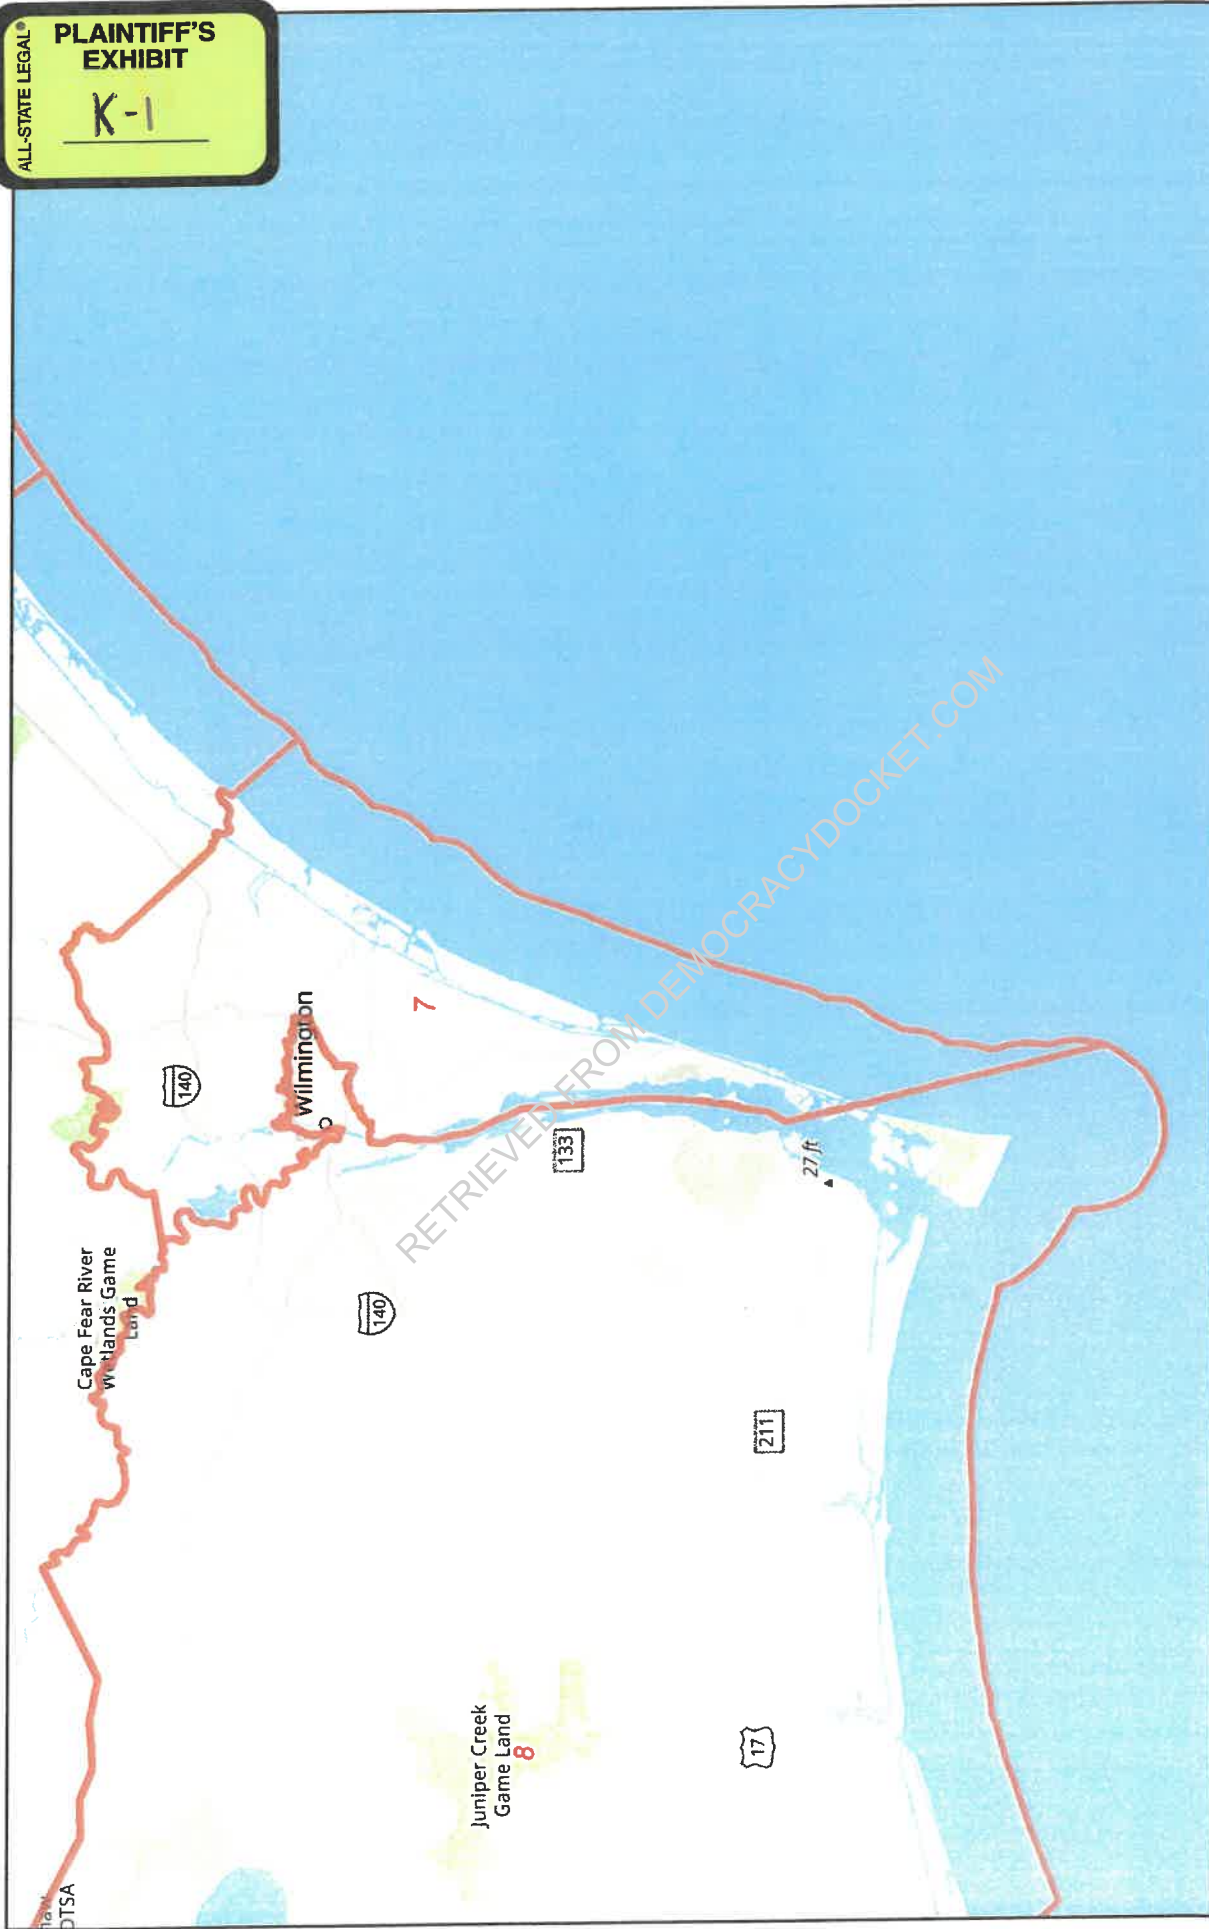 ALL-STATE LEGAL®
PLAINTIFF'S
EXHIBIT
K-1
Cape Fear River
Wetlands Game
Land
140
Wilmington
7
140
133
27 ft
211
Juniper Creek
Game Land
8
17
OTSA
RETRIEVED FROM DEMOCRACYDOCKET.COM